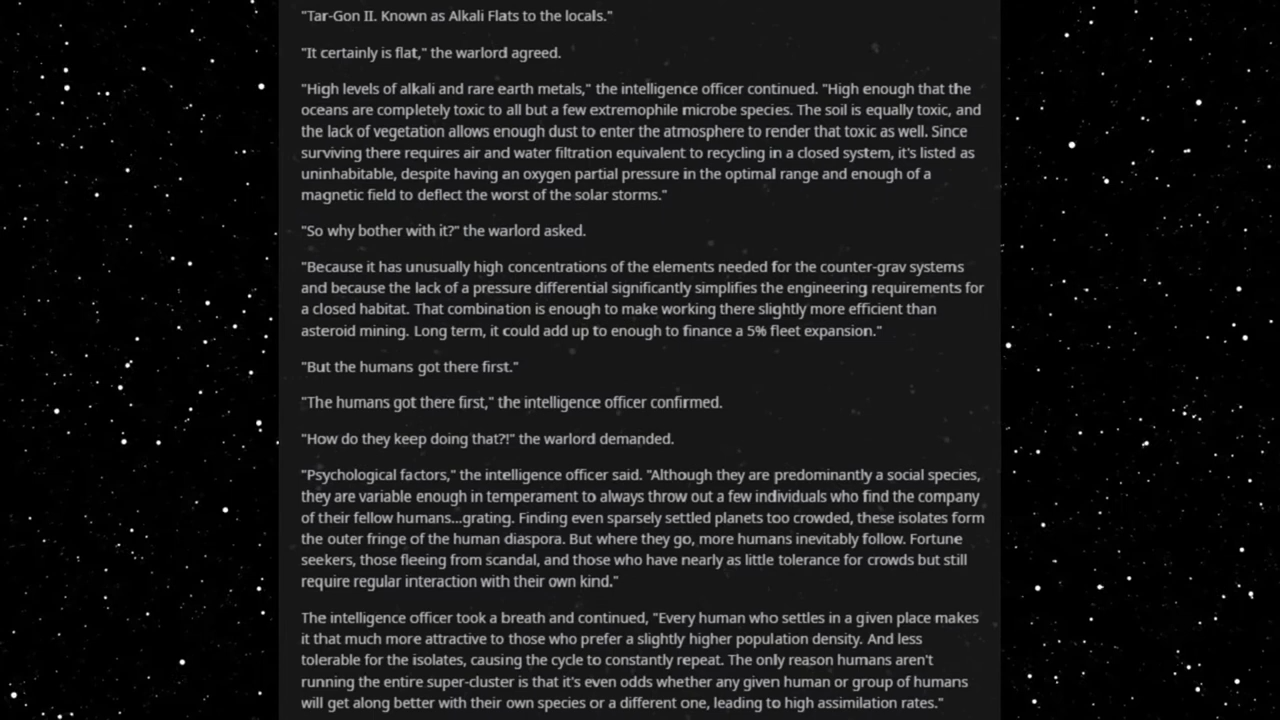 "Tar-Gon II. Known as Alkali Flats to the locals."
"It certainly is flat," the warlord agreed.
"High levels of alkali and rare earth metals," the intelligence officer continued. "High enough that the
oceans are completely toxic to all but a few extremophile microbe species. The soil is equally toxic, and
the lack of vegetation allows enough dust to enter the atmosphere to render that toxic as well. Since
surviving there requires air and water filtration equivalent to recycling in a closed system, it's listed as
uninhabitable, despite having an oxygen partial pressure in the optimal range and enough of a
magnetic field to deflect the worst of the solar storms."
"So why bother with it?" the warlord asked.
"Because it has unusually high concentrations of the elements needed for the counter-grav systems
and because the lack of a pressure differential significantly simplifies the engineering requirements for
a closed habitat. That combination is enough to make working there slightly more efficient than
asteroid mining. Long term, it could add up to enough to finance a 5% fleet expansion."
"But the humans got there first."
"The humans got there first," the intelligence officer confirmed.
"How do they keep doing that?!" the warlord demanded.
"Psychological factors," the intelligence officer said. "Although they are predominantly a social species,
they are variable enough in temperament to always throw out a few individuals who find the company
of their fellow humans...grating. Finding even sparsely settled planets too crowded, these isolates form
the outer fringe of the human diaspora. But where they go, more humans inevitably follow. Fortune
seekers, those fleeing from scandal, and those who have nearly as little tolerance for crowds but still
require regular interaction with their own kind."
The intelligence officer took a breath and continued, "Every human who settles in a given place makes
it that much more attractive to those who prefer a slightly higher population density. And less
tolerable for the isolates, causing the cycle to constantly repeat. The only reason humans aren't
running the entire super-cluster is that it's even odds whether any given human or group of humans
will get along better with their own species or a different one, leading to high assimilation rates."